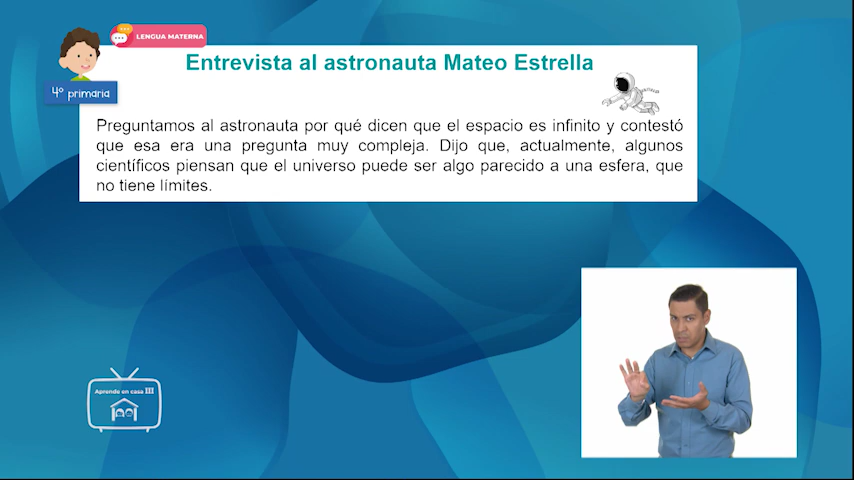 LENGUA MATERNA
4º primaria
Entrevista al astronauta Mateo Estrella
Preguntamos al astronauta por qué dicen que el espacio es infinito y contestó
que esa era una pregunta muy compleja. Dijo que, actualmente, algunos
científicos piensan que el universo puede ser algo parecido a una esfera, que
no tiene límites.
Aprende en casa III